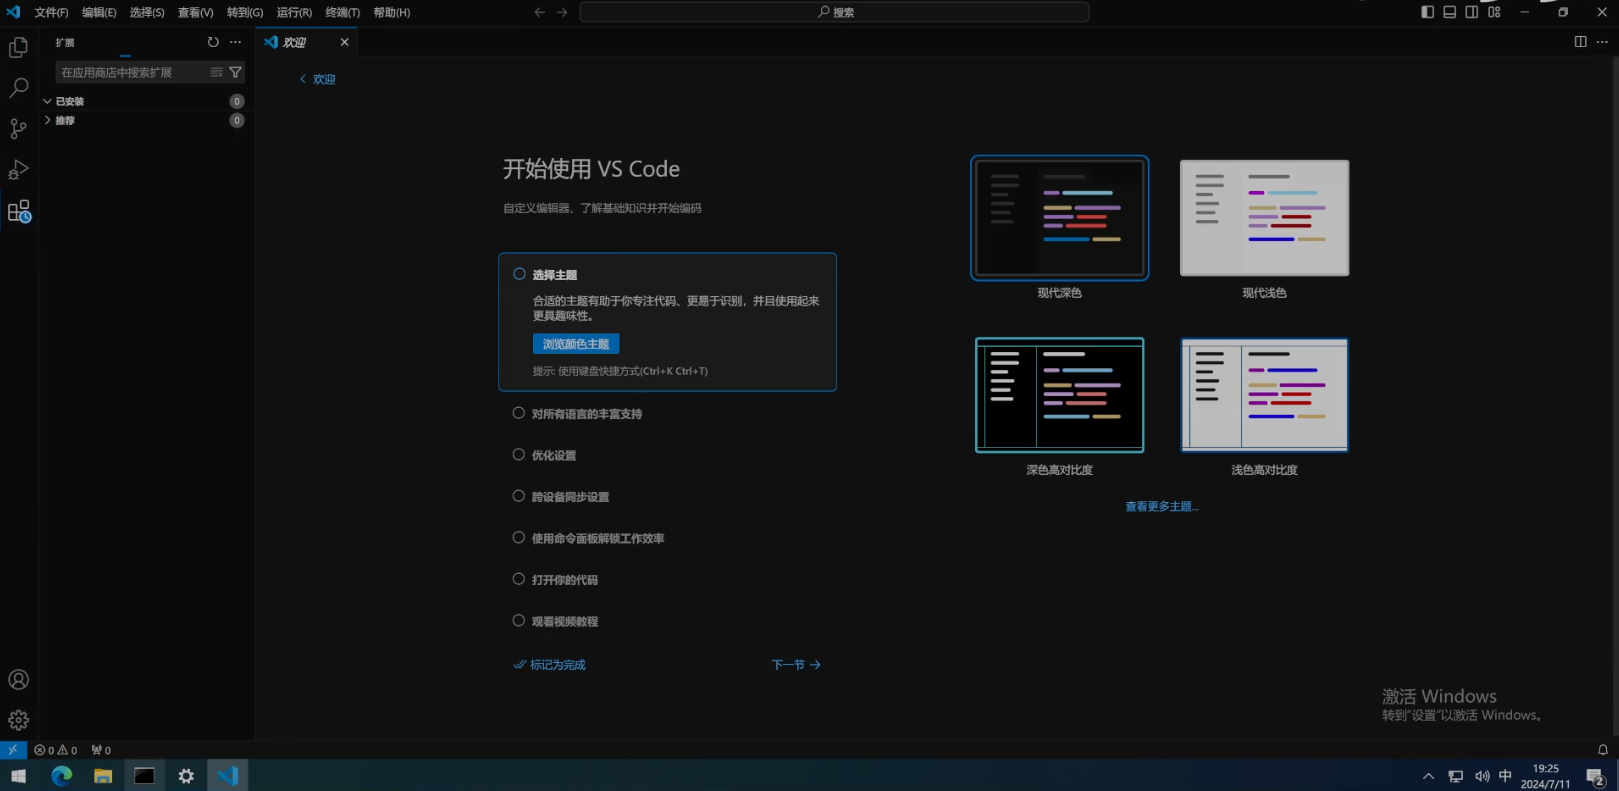 文件(F) 编辑(E) 选择(S) 查看(V) 转到(G) 运行(R) 终端(T) 帮助(H)
搜索
扩展
欢迎
在应用商店中搜索扩展
欢迎
已安装 0
推荐 0
开始使用 VS Code
自定义编辑器、了解基础知识并开始编码
选择主题
合适的主题有助于你专注代码、更易于识别，并且使用起来
更具趣味性。
浏览颜色主题
提示: 使用键盘快捷方式(Ctrl+K Ctrl+T)
对所有语言的丰富支持
优化设置
跨设备同步设置
使用命令面板解锁工作效率
打开你的代码
观看视频教程
标记为完成
下一节
现代深色
现代浅色
深色高对比度
浅色高对比度
查看更多主题...
激活 Windows
转到"设置"以激活 Windows。
0 0 0
中
19:25
2024/7/11
2